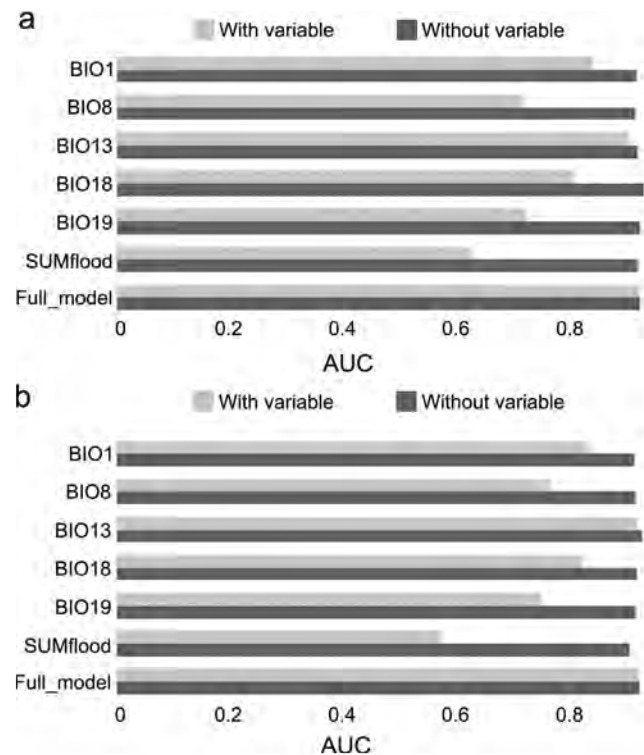 a
With variable Without variable
BIO1
BIO8
BIO13
BIO18
BIO19
SUMflood
Full_model
0 0.2 0.4 0.6 0.8
AUC
b
With variable Without variable
BIO1
BIO8
BIO13
BIO18
BIO19
SUMflood
Full_model
0 0.2 0.4 0.6 0.8
AUC